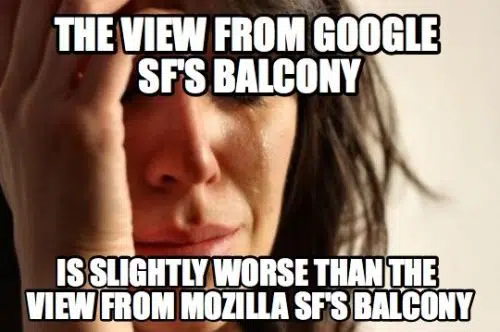 THE VIEW FROM GOOGLE
SF'S BALCONY
IS SLIGHTLY WORSE THAN THE
VIEW FROM MOZILLA SF'S BALCONY